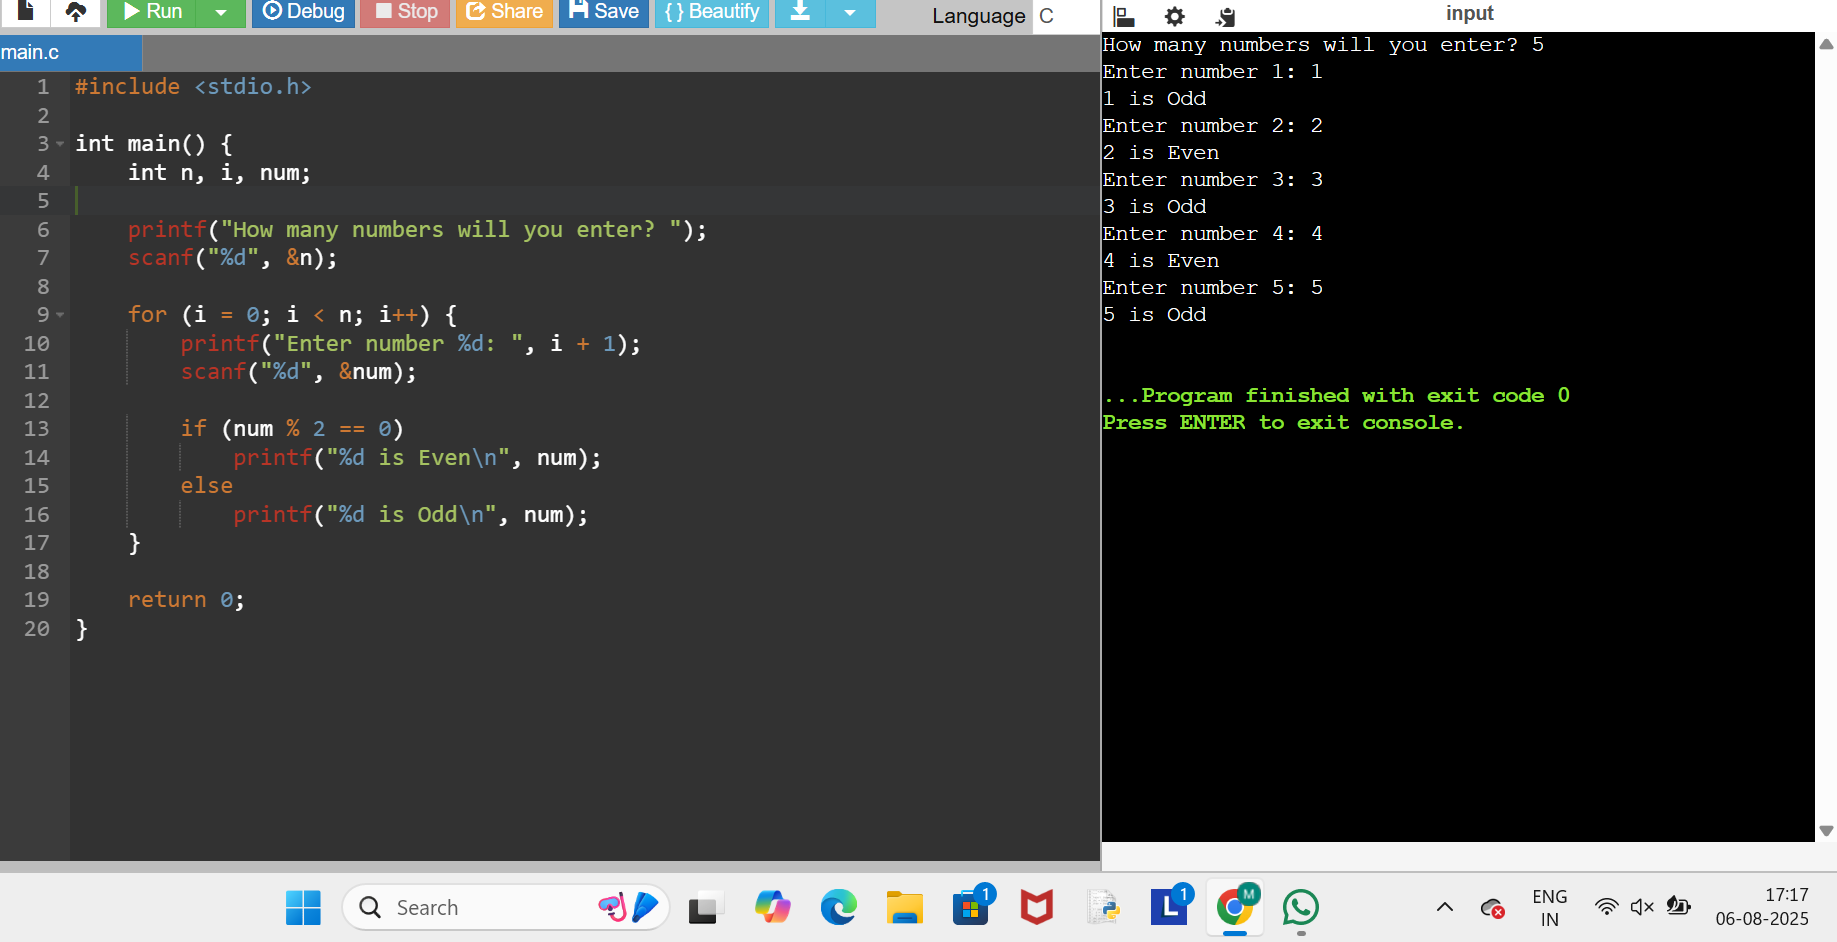 Run
Debug
Stop
Share
Save
{ } Beautify
Language C
input
main.c
1 #include <stdio.h>
2
3 int main() {
4     int n, i, num;
5
6     printf("How many numbers will you enter? ");
7     scanf("%d", &n);
8
9     for (i = 0; i < n; i++) {
10         printf("Enter number %d: ", i + 1);
11         scanf("%d", &num);
12
13         if (num % 2 == 0)
14             printf("%d is Even\n", num);
15         else
16             printf("%d is Odd\n", num);
17     }
18
19     return 0;
20 }
How many numbers will you enter? 5
Enter number 1: 1
1 is Odd
Enter number 2: 2
2 is Even
Enter number 3: 3
3 is Odd
Enter number 4: 4
4 is Even
Enter number 5: 5
5 is Odd
...Program finished with exit code 0
Press ENTER to exit console.
Search
1
L
1
M
ENG
IN
17:17
06-08-2025